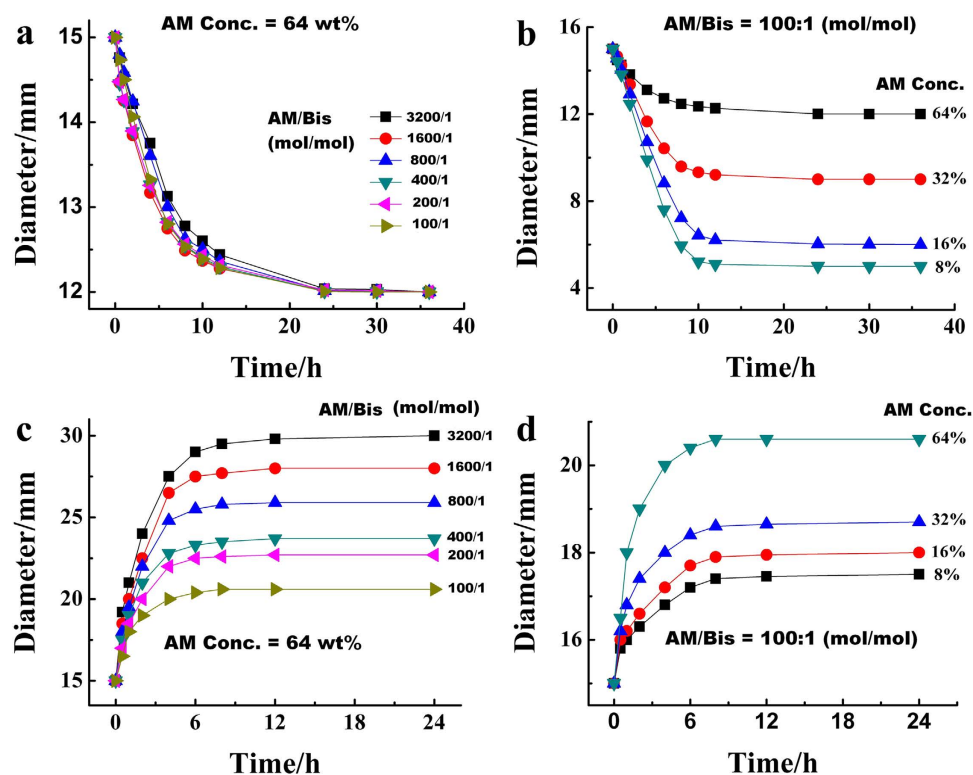 a
AM Conc. = 64 wt%
15
14
13
12
Diameter/mm
AM/Bis
(mol/mol)
3200/1
1600/1
800/1
400/1
200/1
100/1
0 10 20 30 40
Time/h
b
AM/Bis = 100:1 (mol/mol)
16
12
8
4
Diameter/mm
AM Conc.
64%
32%
16%
8%
0 10 20 30 40
Time/h
c
AM/Bis (mol/mol)
30
25
20
15
Diameter/mm
3200/1
1600/1
800/1
400/1
200/1
100/1
AM Conc. = 64 wt%
0 6 12 18 24
Time/h
d
AM Conc.
20
18
16
Diameter/mm
64%
32%
16%
8%
AM/Bis = 100:1 (mol/mol)
0 6 12 18 24
Time/h